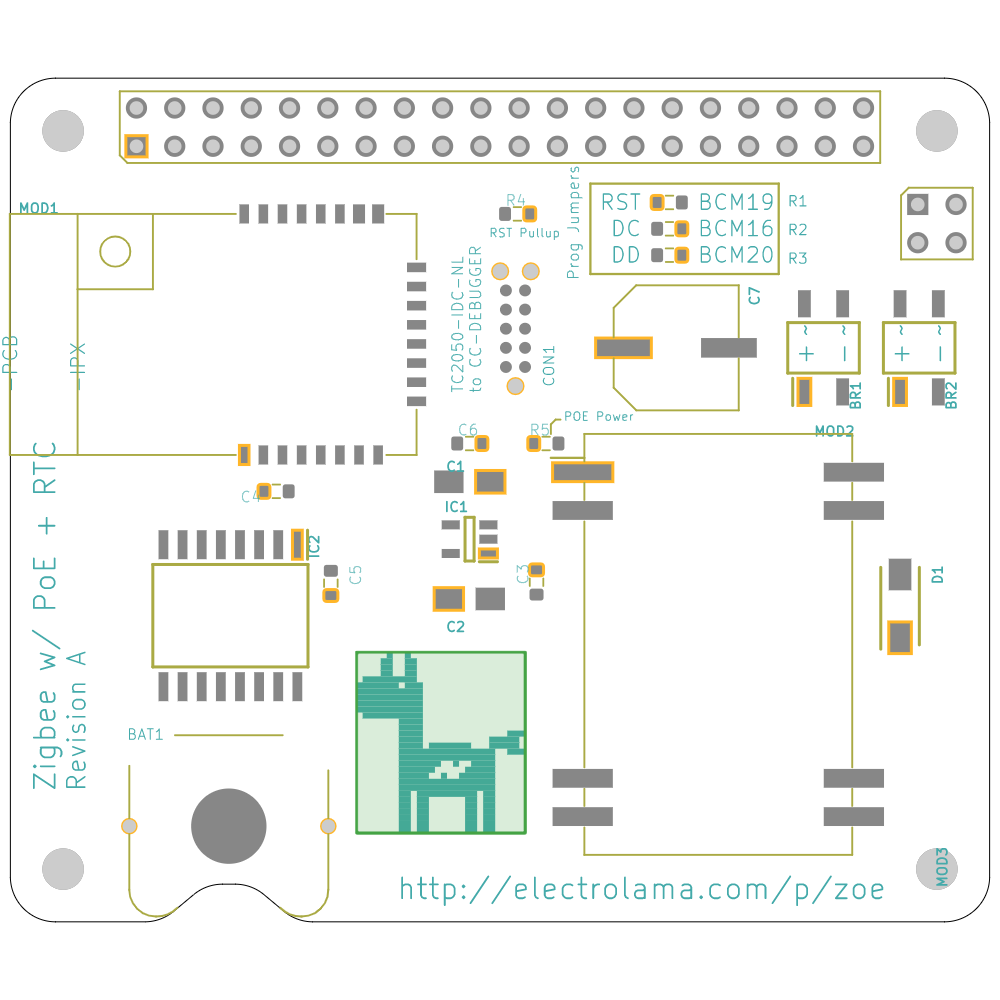 MOD1
R4
RST Pullup
Prog Jumpers
RST BCM19 R1
DC BCM16 R2
DD BCM20 R3
TC2050-IDC-NL
to CC-DEBUGGER
CON1
C7
+ ~
- ~
BR1
+ ~
- ~
BR2
_PCB
_IPX
POE Power
C6
R5
MOD2
C1
C4
IC1
IC2
C5
C3
C2
D1
Zigbee w/ PoE + RTC
Revision A
BAT1
MOD3
http://electrolama.com/p/zoe